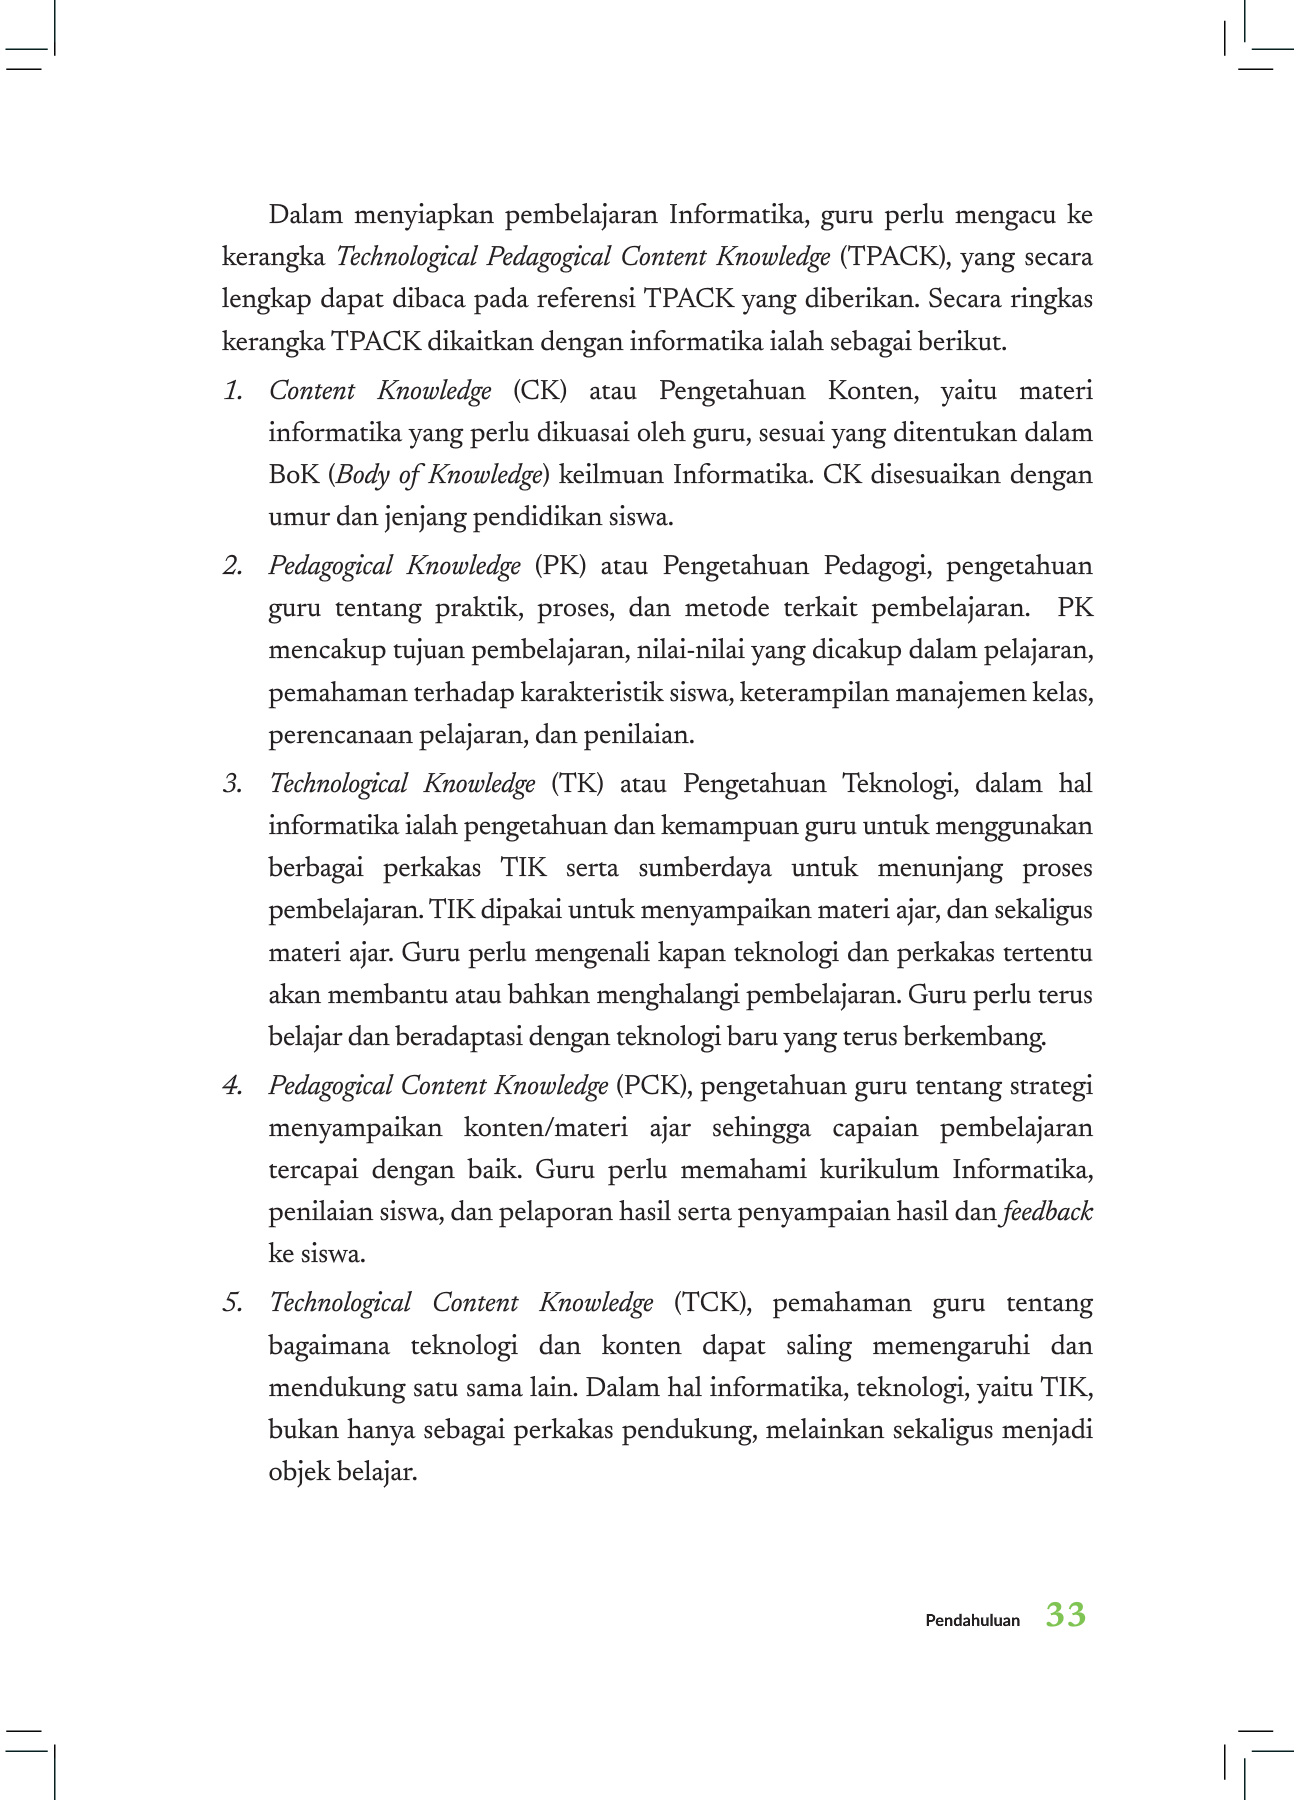 Dalam menyiapkan pembelajaran Informatika, guru perlu mengacu ke
kerangka Technological Pedagogical Content Knowledge (TPACK), yang secara
lengkap dapat dibaca pada referensi TPACK yang diberikan. Secara ringkas
kerangka TPACK dikaitkan dengan informatika ialah sebagai berikut.
1. Content Knowledge (CK) atau Pengetahuan Konten, yaitu materi
informatika yang perlu dikuasai oleh guru, sesuai yang ditentukan dalam
BoK (Body of Knowledge) keilmuan Informatika. CK disesuaikan dengan
umur dan jenjang pendidikan siswa.
2. Pedagogical Knowledge (PK) atau Pengetahuan Pedagogi, pengetahuan
guru tentang praktik, proses, dan metode terkait pembelajaran. PK
mencakup tujuan pembelajaran, nilai-nilai yang dicakup dalam pelajaran,
pemahaman terhadap karakteristik siswa, keterampilan manajemen kelas,
perencanaan pelajaran, dan penilaian.
3. Technological Knowledge (TK) atau Pengetahuan Teknologi, dalam hal
informatika ialah pengetahuan dan kemampuan guru untuk menggunakan
berbagai perkakas TIK serta sumberdaya untuk menunjang proses
pembelajaran. TIK dipakai untuk menyampaikan materi ajar, dan sekaligus
materi ajar. Guru perlu mengenali kapan teknologi dan perkakas tertentu
akan membantu atau bahkan menghalangi pembelajaran. Guru perlu terus
belajar dan beradaptasi dengan teknologi baru yang terus berkembang.
4. Pedagogical Content Knowledge (PCK), pengetahuan guru tentang strategi
menyampaikan konten/materi ajar sehingga capaian pembelajaran
tercapai dengan baik. Guru perlu memahami kurikulum Informatika,
penilaian siswa, dan pelaporan hasil serta penyampaian hasil dan feedback
ke siswa.
5. Technological Content Knowledge (TCK), pemahaman guru tentang
bagaimana teknologi dan konten dapat saling memengaruhi dan
mendukung satu sama lain. Dalam hal informatika, teknologi, yaitu TIK,
bukan hanya sebagai perkakas pendukung, melainkan sekaligus menjadi
objek belajar.
Pendahuluan 33